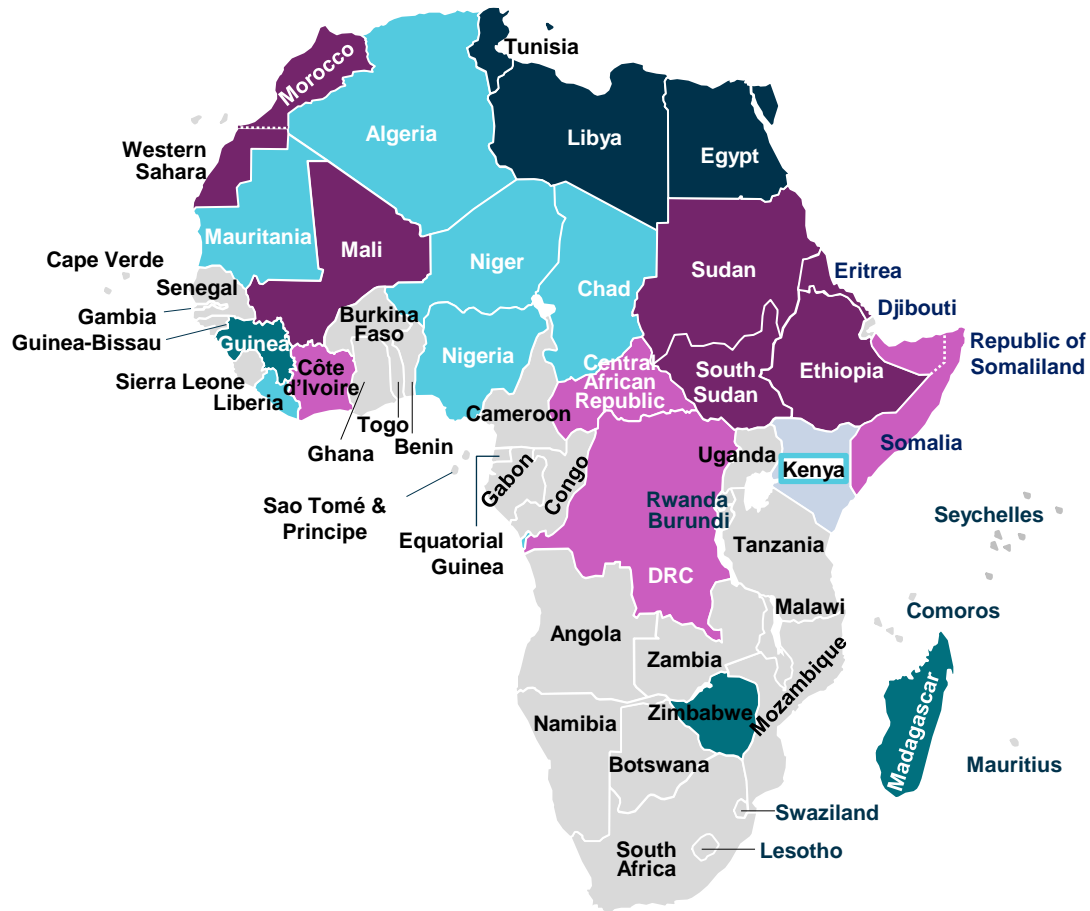 Tunisia
Morocco
Algeria
Libya
Egypt
Western
Sahara
Mauritania
Mali
Niger
Chad
Sudan
Eritrea
Cape Verde
Senegal
Gambia
Guinea-Bissau
Guinea
Burkina
Faso
Djibouti
Republic of
Somaliland
Nigeria
Sierra Leone
Liberia
Côte
d'Ivoire
Central
African
Republic
South
Sudan
Ethiopia
Ghana
Togo
Benin
Cameroon
Somalia
Uganda
Kenya
Sao Tomé &
Principe
Equatorial
Guinea
Gabon
Congo
Rwanda
Burundi
Seychelles
Tanzania
DRC
Malawi
Comoros
Angola
Zambia
Mozambique
Zimbabwe
Madagascar
Namibia
Botswana
Mauritius
Swaziland
South
Africa
Lesotho